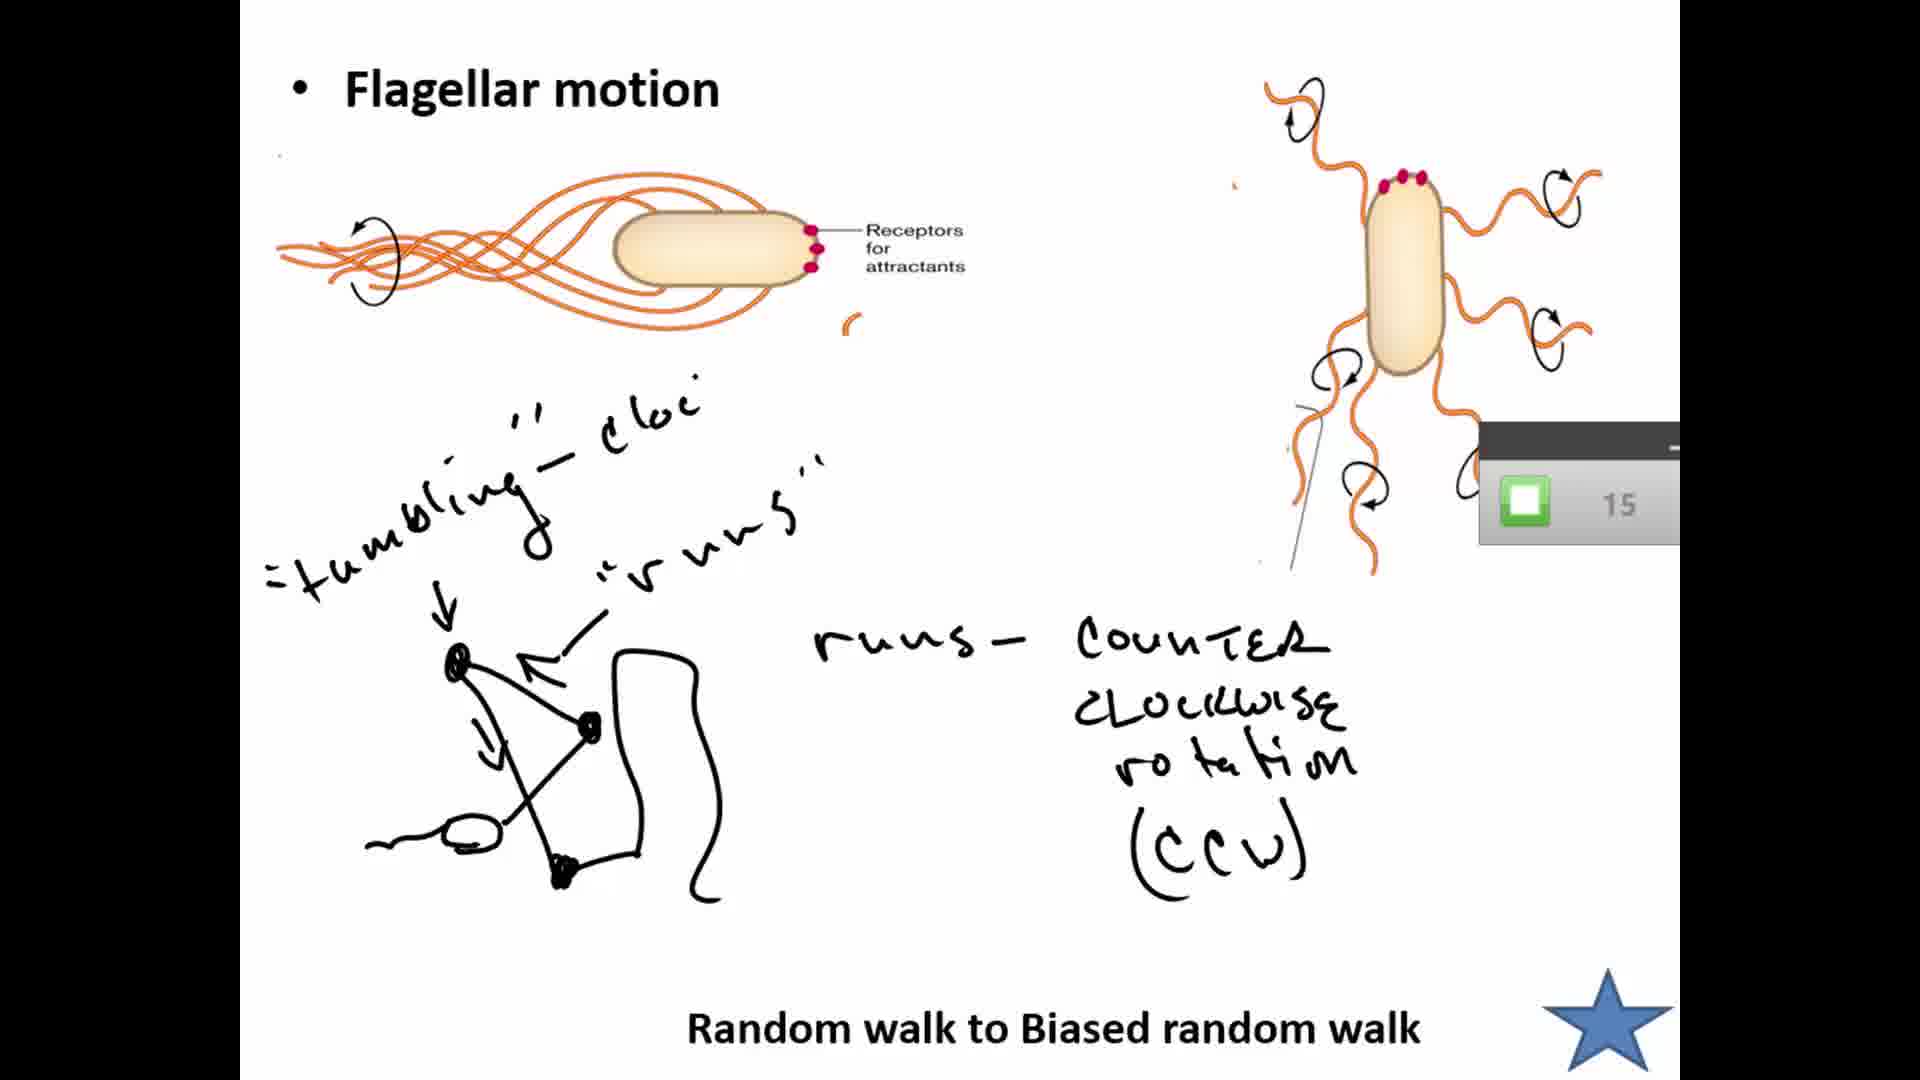 • Flagellar motion
Receptors
for
attractants
"tumbling" - cloc
"runs"
15
runs - COUNTER
CLOCKWISE
rotation
(CCW)
Random walk to Biased random walk